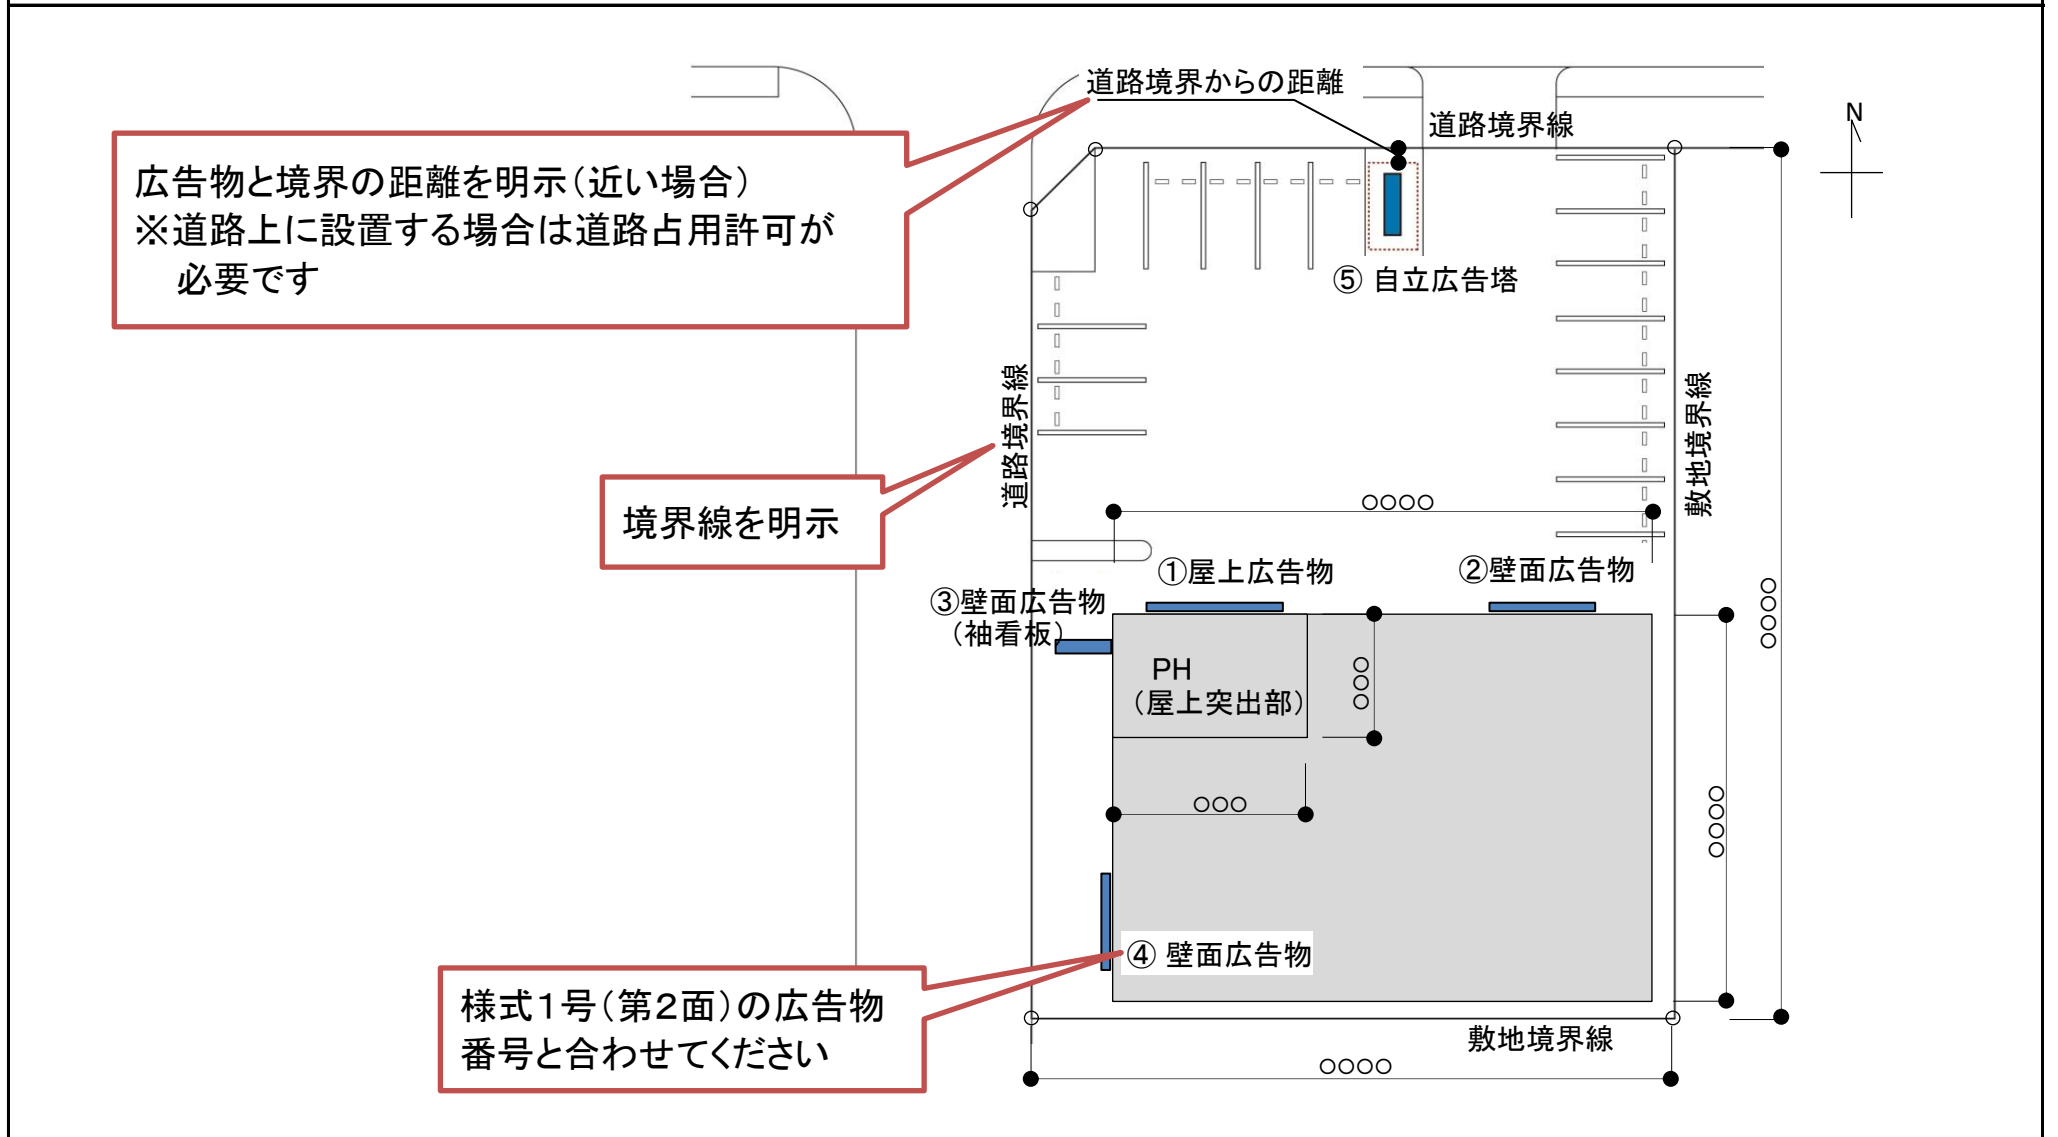 道路境界からの距離
道路境界線
N
広告物と境界の距離を明示（近い場合）
※道路上に設置する場合は道路占用許可が
必要です
⑤ 自立広告塔
道路境界線
敷地境界線
境界線を明示
○○○○
①屋上広告物
②壁面広告物
③壁面広告物
（袖看板）
○○○○
PH
（屋上突出部）
○○○
○○○
○○○○
④ 壁面広告物
様式１号（第２面）の広告物
番号と合わせてください
敷地境界線
○○○○